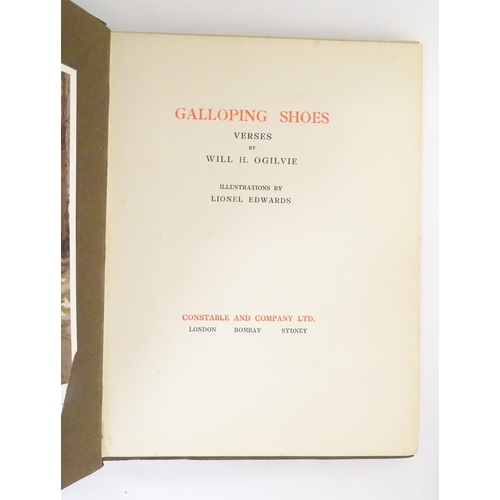 GALLOPING SHOES
VERSES
BY
WILL H. OGILVIE
ILLUSTRATIONS BY
LIONEL EDWARDS
CONSTABLE AND COMPANY LTD.
LONDON BOMBAY SYDNEY